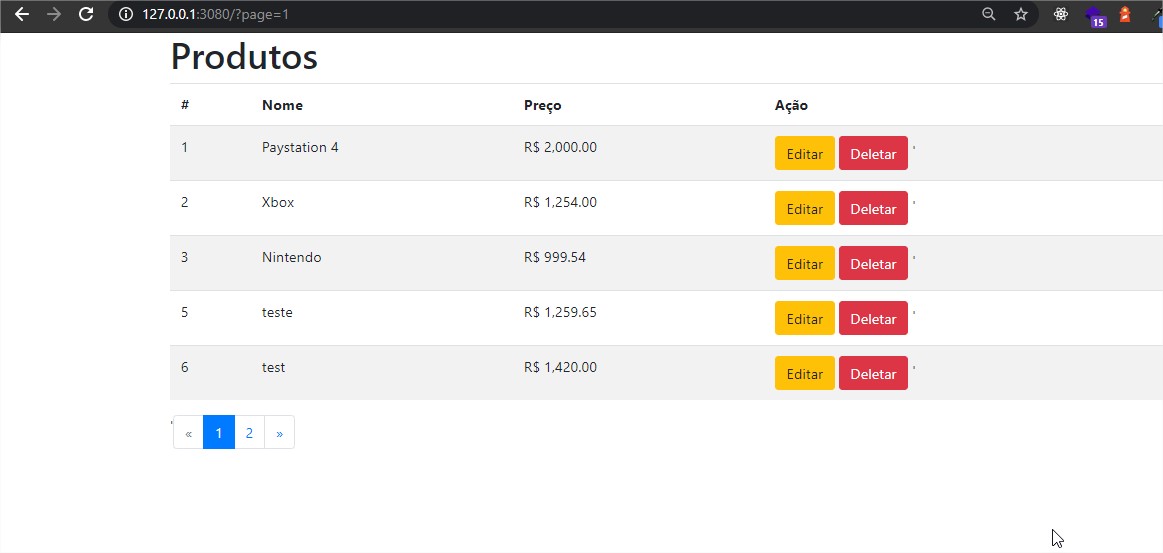 127.0.0.1:3080/?page=1
15
Produtos
# Nome Preço Ação
1 Paystation 4 R$ 2,000.00 Editar Deletar '
2 Xbox R$ 1,254.00 Editar Deletar '
3 Nintendo R$ 999.54 Editar Deletar '
5 teste R$ 1,259.65 Editar Deletar '
6 test R$ 1,420.00 Editar Deletar '
' « 1 2 »